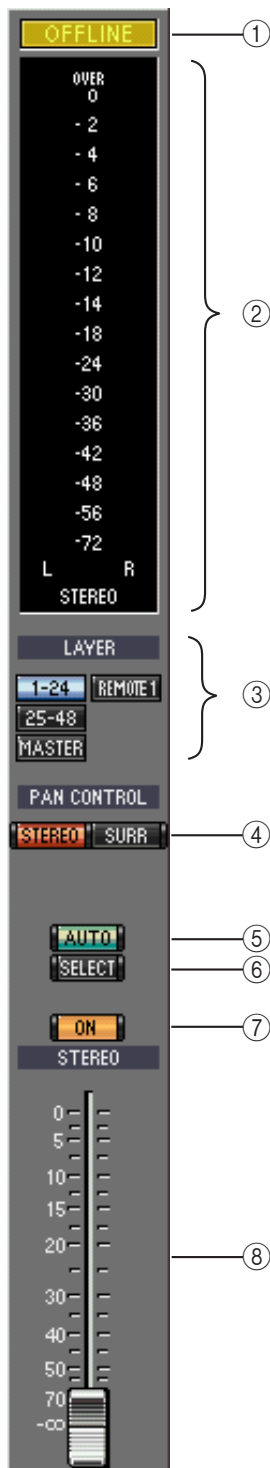 OFFLINE
①
OVER
0
- 2
- 4
- 6
- 8
-10
-12
-14
-18
-24
-30
-36
-42
-48
-56
-72
②
L R
STEREO
LAYER
1-24 REMOTE1
③
25-48
MASTER
PAN CONTROL
STEREO SURR
④
AUTO
⑤
SELECT
⑥
ON
⑦
STEREO
0
5
10
15
20
⑧
30
40
50
70
-∞